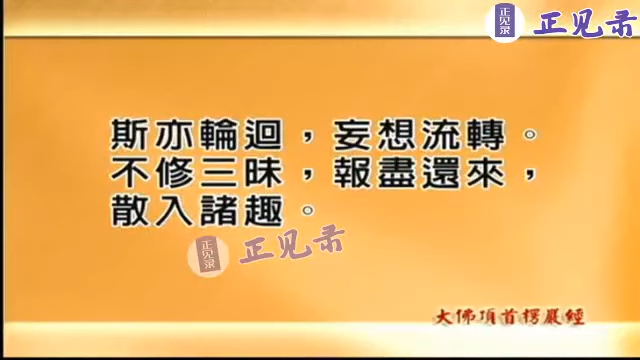 正见录
正见录
斯亦輪迴，妄想流轉。
不修三昧，報盡還來，
散入諸趣。
正见录
正见录
大佛頂首楞嚴經